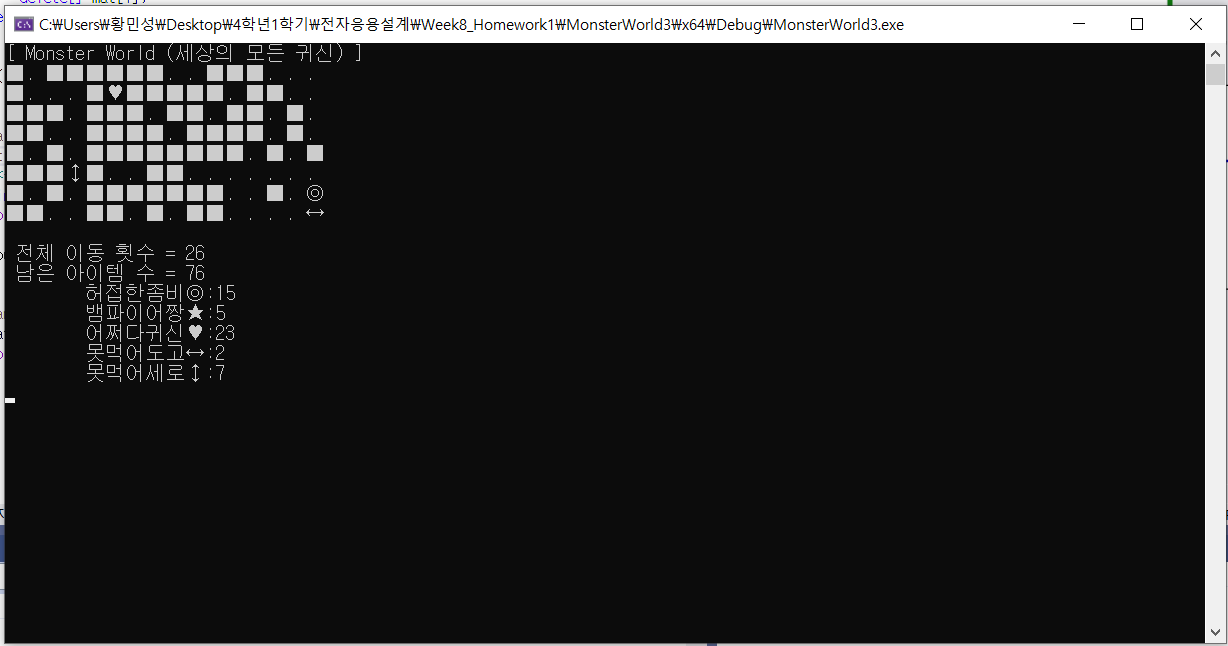 C:\Users\황민성\Desktop\4학년1학기\전자응용설계\Week8_Homework1\MonsterWorld3\x64\Debug\MonsterWorld3.exe
[ Monster World (세상의 모든 귀신) ]
■. ■■■■■■. . ■■■. . .
■. . . ■♥■■■■■. ■■. .
■■■. ■■■. ■■. ■■. ■.
■■. . ■■■■. ■■■■. ■.
■. ■. ■■■■■■■■. ■. ■
■■■↕■. . ■■. . . . . . .
■. ■. ■■■■■■■. . ■. ◎
■■. . ■■. ■. ■■. . . . ↔
전체 이동 횟수 = 26
남은 아이템 수 = 76
허접한좀비◎:15
뱀파이어짱★:5
어쩌다귀신♥:23
못먹어도고↔:2
못먹어세로↕:7